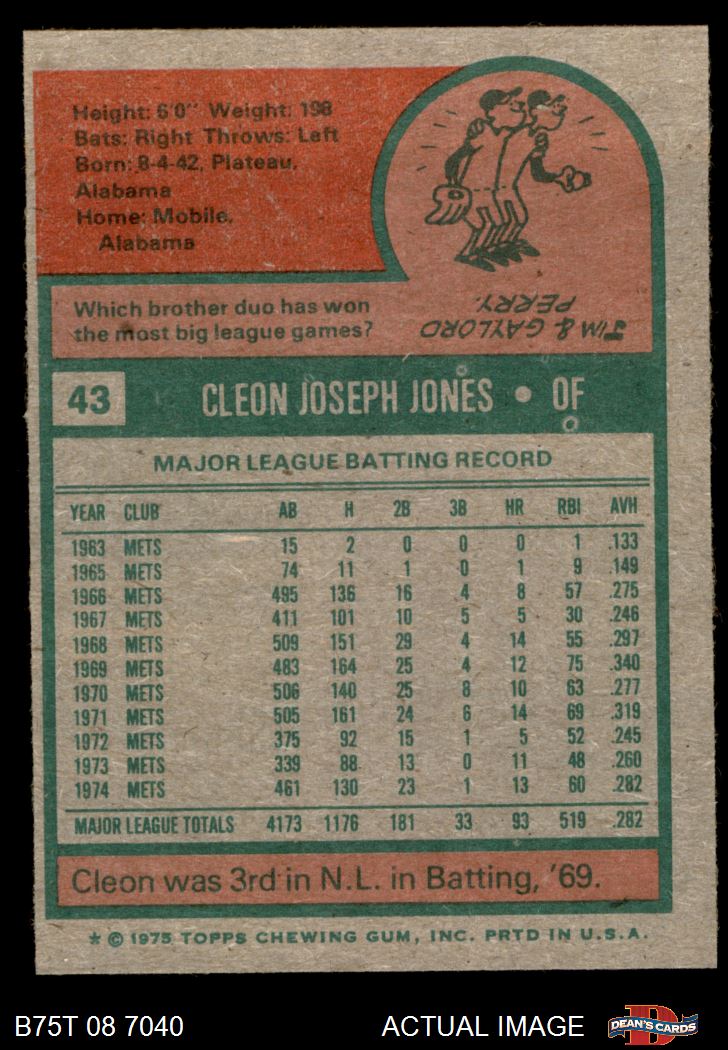 Height: 6'0" Weight: 198
Bats: Right Throws: Left
Born: 8-4-42, Plateau,
Alabama
Home: Mobile,
Alabama
Which brother duo has won
the most big league games?
JIM & GAYLORD
PERRY.
43 CLEON JOSEPH JONES • OF
MAJOR LEAGUE BATTING RECORD
YEAR CLUB AB H 2B 3B HR RBI AVH
1963 METS 15 2 0 0 0 1 .133
1965 METS 74 11 1 0 1 9 .149
1966 METS 495 136 16 4 8 57 .275
1967 METS 411 101 10 5 5 30 .246
1968 METS 509 151 29 4 14 55 .297
1969 METS 483 164 25 4 12 75 .340
1970 METS 506 140 25 8 10 63 .277
1971 METS 505 161 24 6 14 69 .319
1972 METS 375 92 15 1 5 52 .245
1973 METS 339 88 13 0 11 48 .260
1974 METS 461 130 23 1 13 60 .282
MAJOR LEAGUE TOTALS 4173 1176 181 33 93 519 .282
Cleon was 3rd in N.L. in Batting, '69.
* © 1975 TOPPS CHEWING GUM, INC. PRTD IN U.S.A.
B75T 08 7040 ACTUAL IMAGE D DEAN'S CARDS